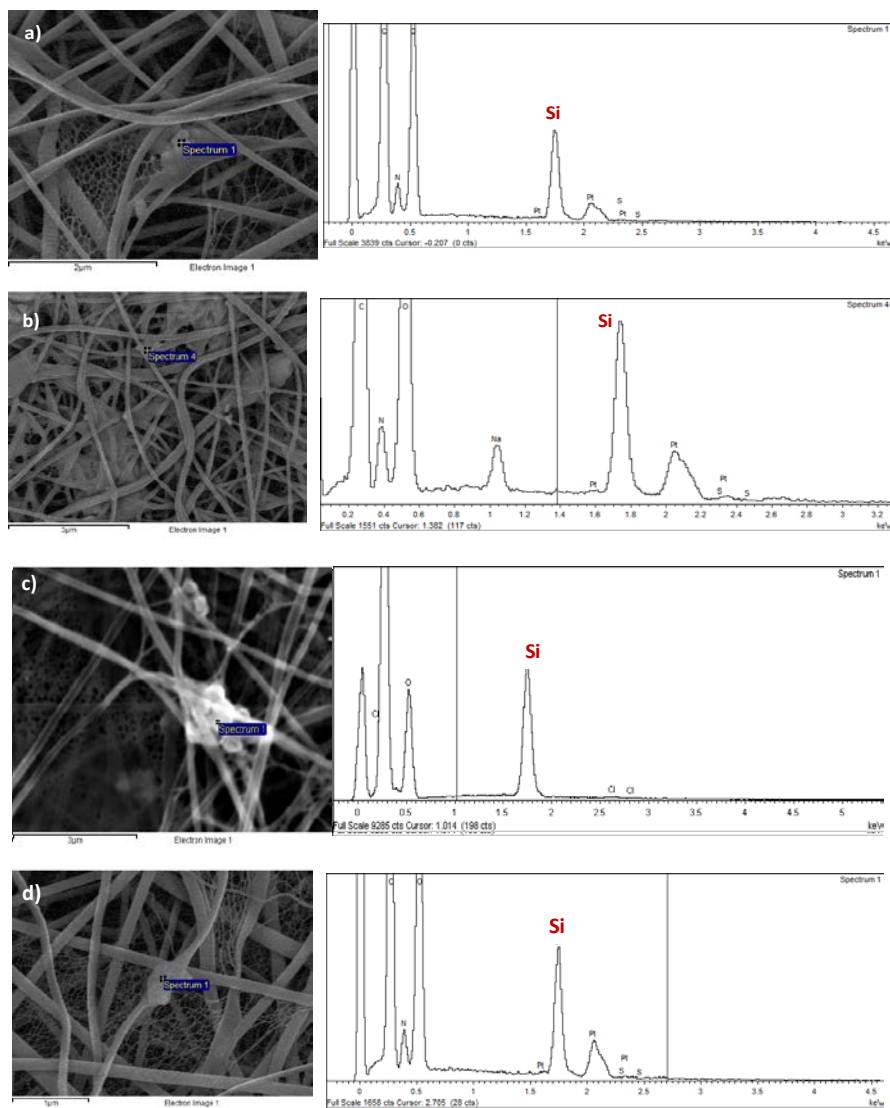 a)
Spectrum 1
2µm
Electron Image 1
Spectrum 1
C
O
Si
N
Pt
Pt
S
Pt
S
0 0.5 1 1.5 2 2.5 3 3.5 4 4.5
Full Scale 3839 cts Cursor: -0.207 (0 cts)
keV
b)
Spectrum 4
3µm
Electron Image 1
Spectrum 4
C
O
Si
N
Na
Pt
Pt
Pt
S
S
0.2 0.4 0.6 0.8 1 1.2 1.4 1.6 1.8 2 2.2 2.4 2.6 2.8 3 3.2
Full Scale 1551 cts Cursor: 1.382 (117 cts)
c)
Spectrum 1
3µm
Electron Image 1
Spectrum 1
Si
O
Cl
Cl
Cl
0 0.5 1 1.5 2 2.5 3 3.5 4 4.5 5
Full Scale 9285 cts Cursor: 1.014 (198 cts)
d)
Spectrum 1
1µm
Electron Image 1
Spectrum 1
C
O
Si
N
Pt
Pt
Pt
S
S
0 0.5 1 1.5 2 2.5 3 3.5 4 4.5
Full Scale 1658 cts Cursor: 2.705 (28 cts)